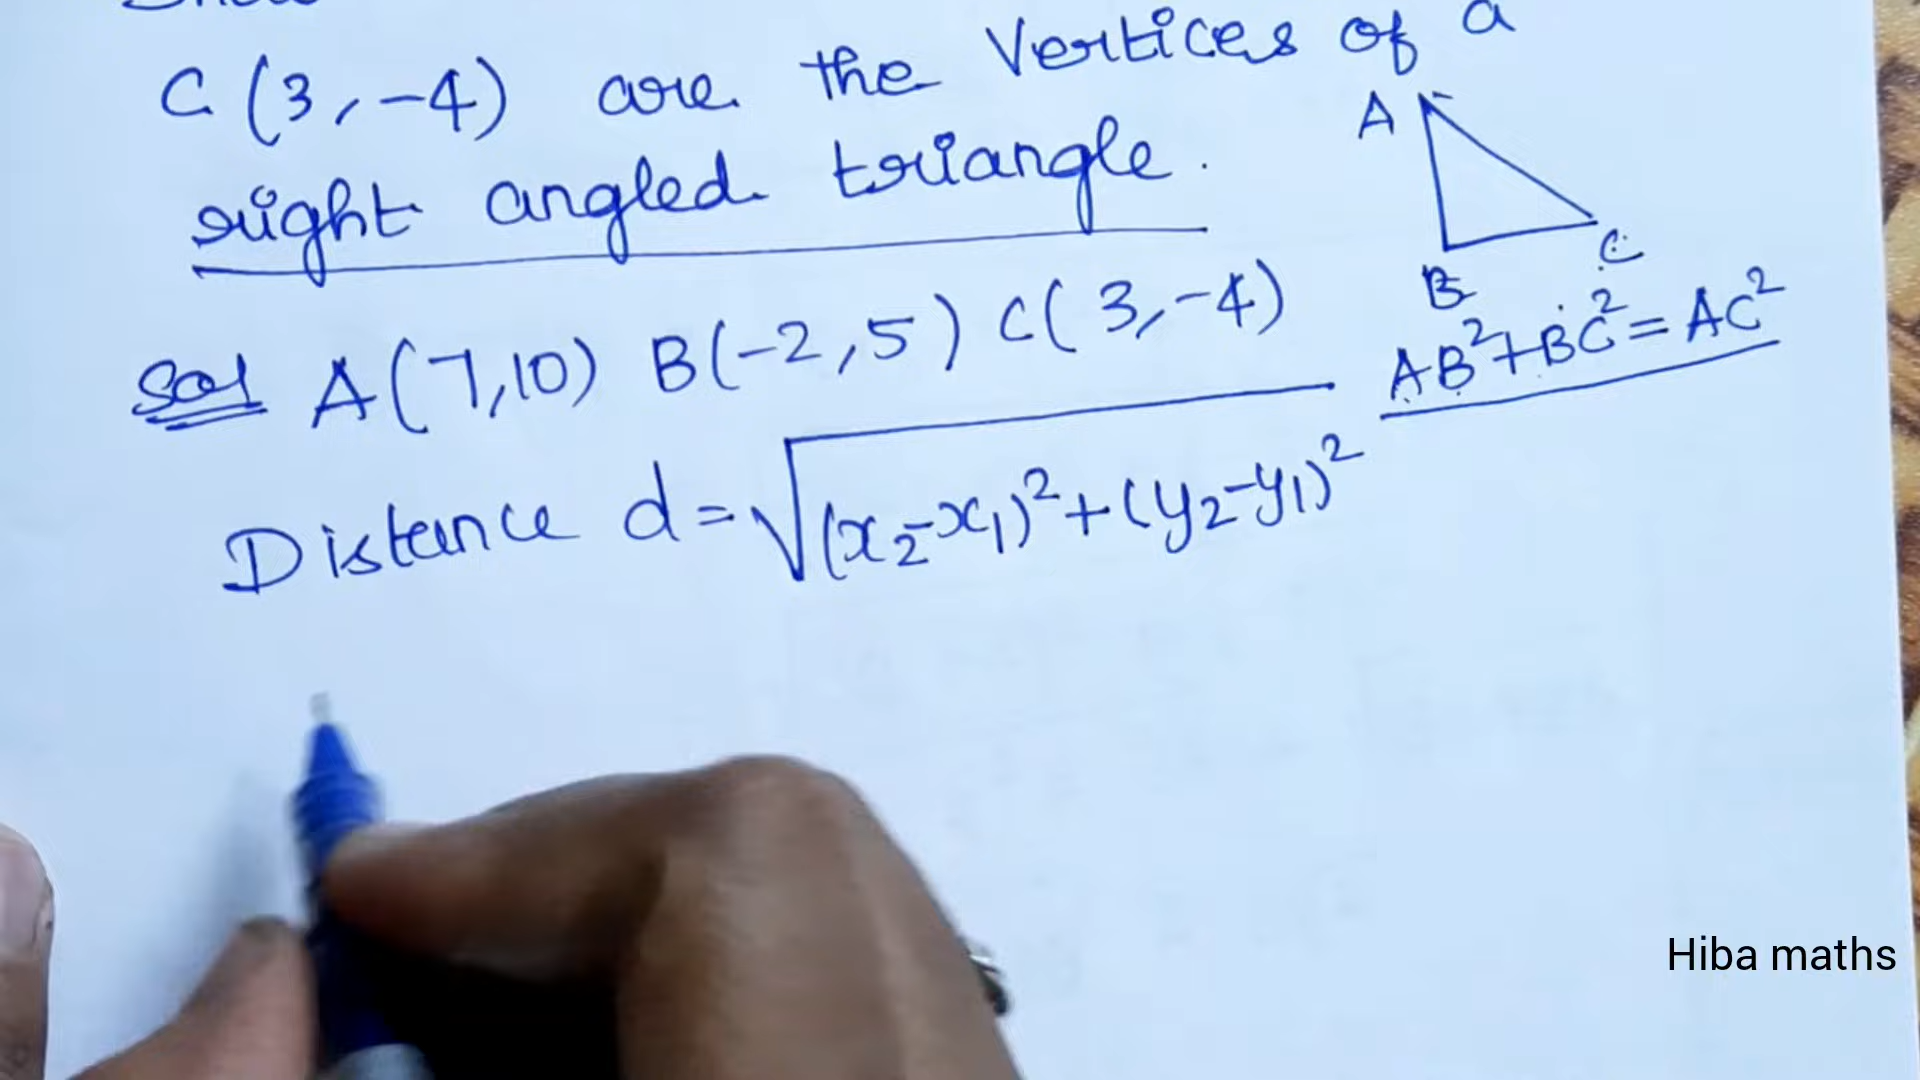 C (3, -4) are the Vertices of a
right angled triangle.
A
B
C
Sol A(7,10) B(-2,5) C(3,-4)
AB²+BC²=AC²
Distance d=√(x₂-x₁)²+(y₂-y₁)²
Hiba maths